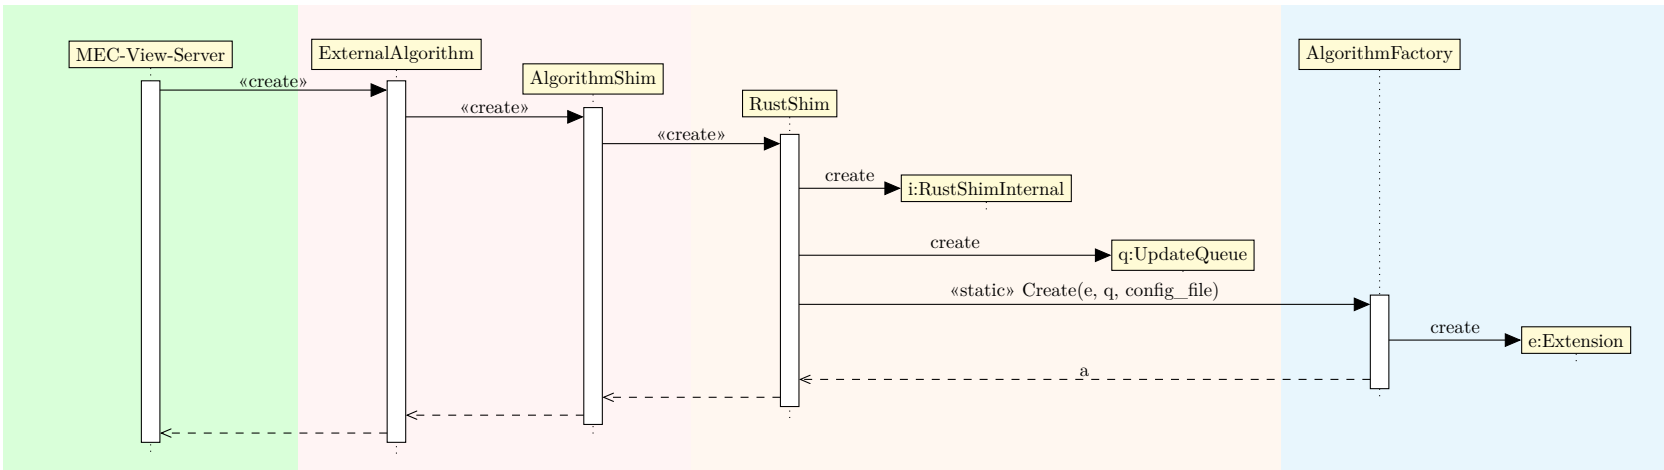 MEC-View-Server
ExternalAlgorithm
AlgorithmFactory
AlgorithmShim
«create»
RustShim
«create»
«create»
create
i:RustShimInternal
create
q:UpdateQueue
«static» Create(e, q, config_file)
create
e:Extension
a